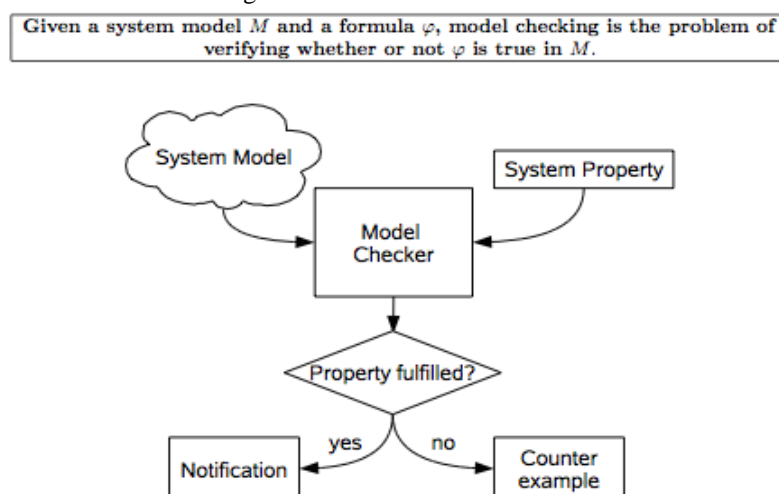 Given a system model M and a formula φ, model checking is the problem of
verifying whether or not φ is true in M.
System Model
System Property
Model
Checker
Property fulfilled?
yes
no
Notification
Counter
example